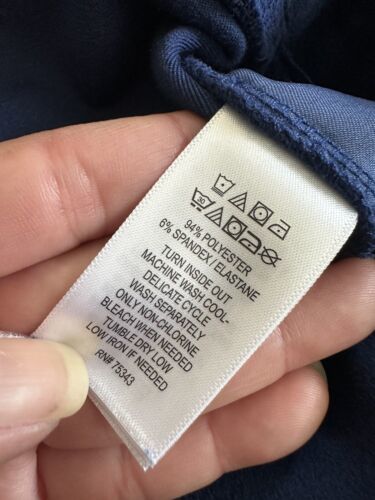 30
94% POLYESTER
6% SPANDEX/ELASTANE
TURN INSIDE OUT
MACHINE WASH COOL-
DELICATE CYCLE
WASH SEPARATELY
ONLY NON-CHLORINE
BLEACH WHEN NEEDED
TUMBLE DRY LOW
LOW IRON IF NEEDED
RN# 75343